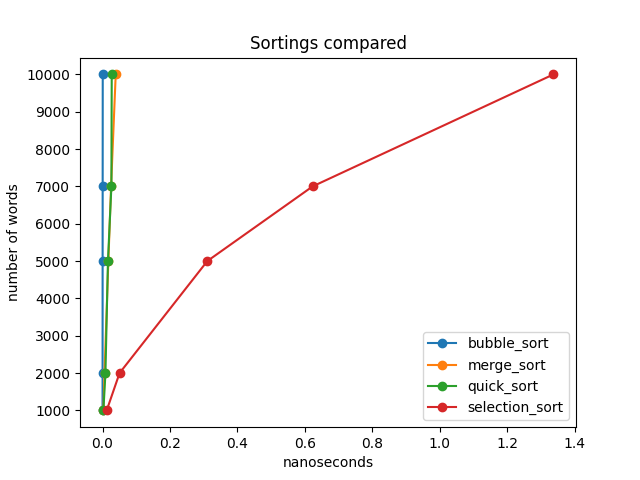 Sortings compared
number of words
10000
9000
8000
7000
6000
5000
4000
3000
2000
1000
bubble_sort
merge_sort
quick_sort
selection_sort
0.0 0.2 0.4 0.6 0.8 1.0 1.2 1.4
nanoseconds